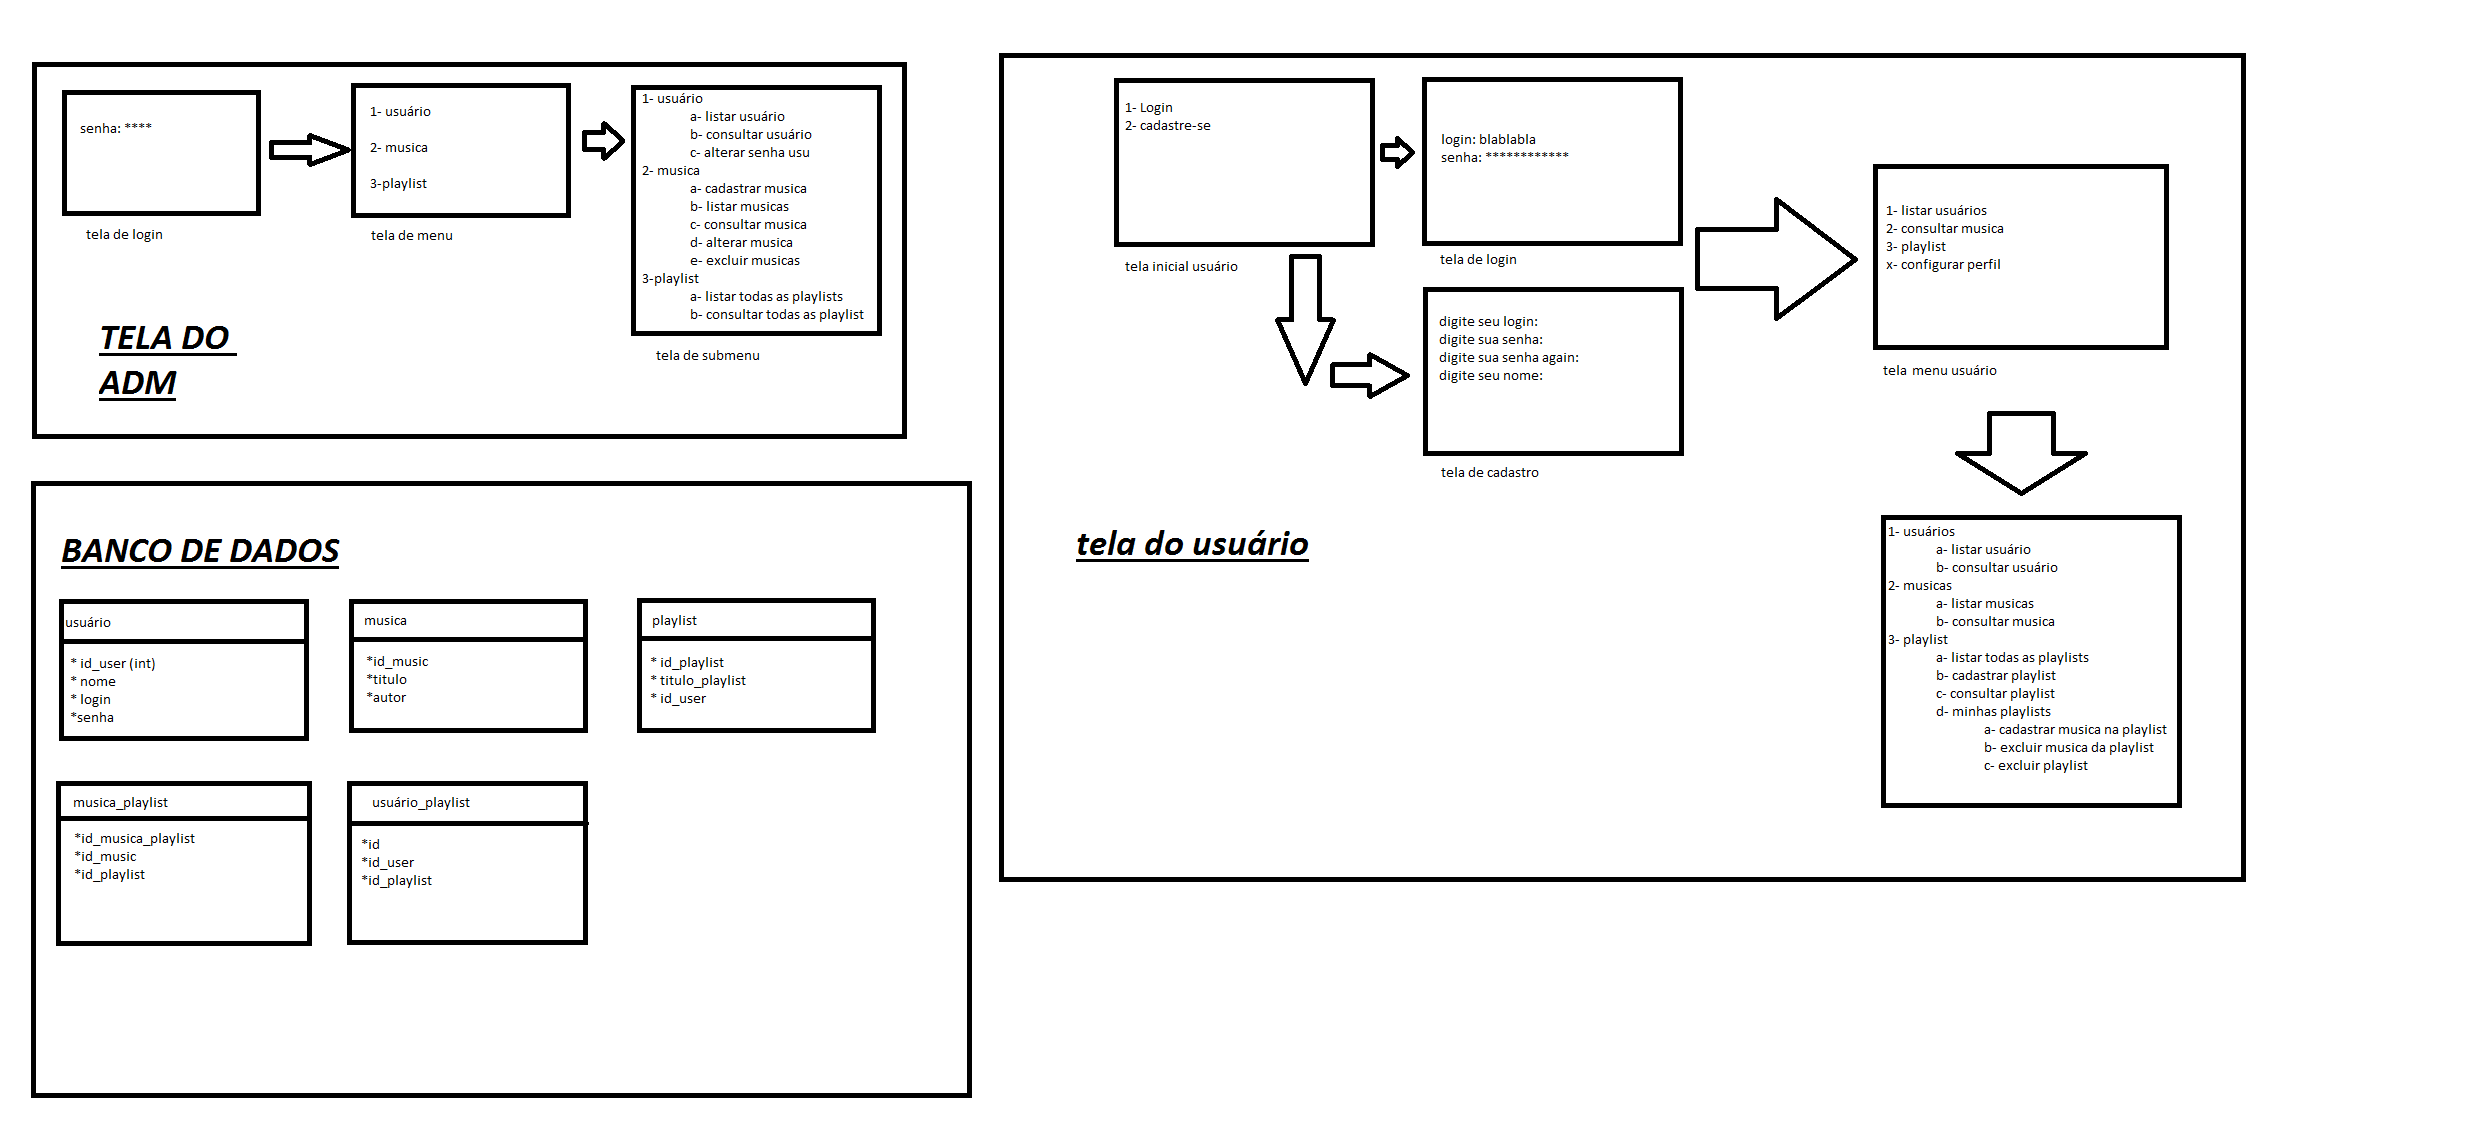 senha: ****
tela de login
1- usuário
2- musica
3-playlist
tela de menu
1- usuário
a- listar usuário
b- consultar usuário
c- alterar senha usu
2- musica
a- cadastrar musica
b- listar musicas
c- consultar musica
d- alterar musica
e- excluir musicas
3-playlist
a- listar todas as playlists
b- consultar todas as playlist
tela de submenu
TELA DO
ADM
BANCO DE DADOS
usuário
* id_user (int)
* nome
* login
*senha
musica
*id_music
*titulo
*autor
playlist
* id_playlist
* titulo_playlist
* id_user
musica_playlist
*id_musica_playlist
*id_music
*id_playlist
usuário_playlist
*id
*id_user
*id_playlist
1- Login
2- cadastre-se
tela inicial usuário
login: blablabla
senha: ************
tela de login
digite seu login:
digite sua senha:
digite sua senha again:
digite seu nome:
tela de cadastro
1- listar usuários
2- consultar musica
3- playlist
x- configurar perfil
tela menu usuário
tela do usuário
1- usuários
a- listar usuário
b- consultar usuário
2- musicas
a- listar musicas
b- consultar musica
3- playlist
a- listar todas as playlists
b- cadastrar playlist
c- consultar playlist
d- minhas playlists
a- cadastrar musica na playlist
b- excluir musica da playlist
c- excluir playlist